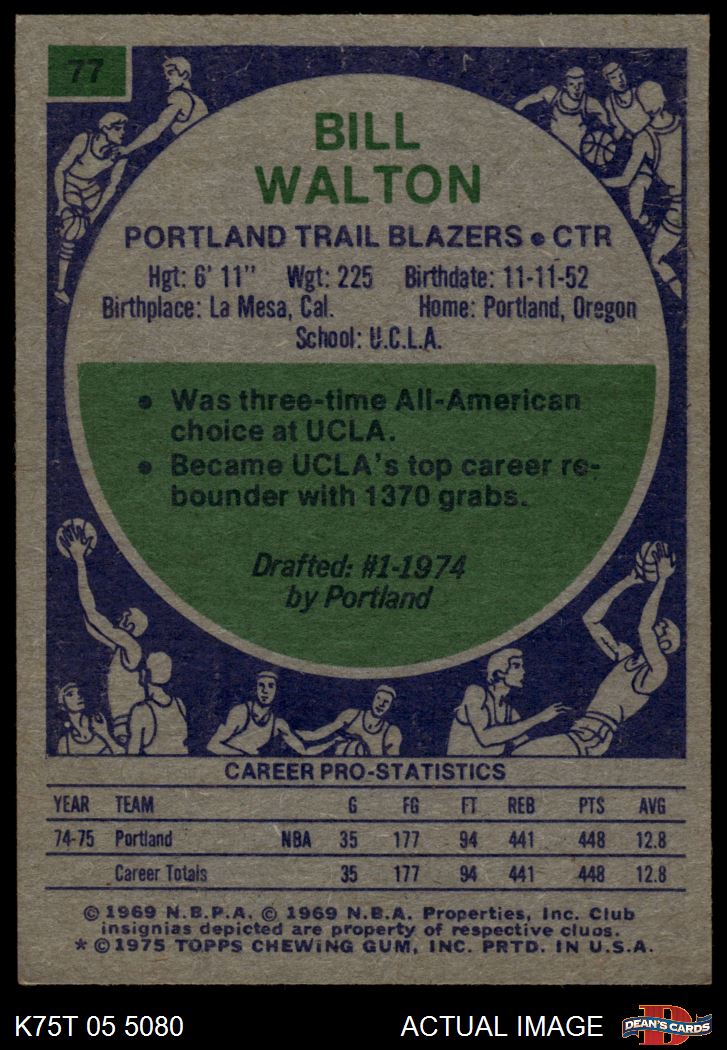 77
BILL
WALTON
PORTLAND TRAIL BLAZERS • CTR
Hgt: 6' 11" Wgt: 225 Birthdate: 11-11-52
Birthplace: La Mesa, Cal. Home: Portland, Oregon
School: U.C.L.A.
• Was three-time All-American
choice at UCLA.
• Became UCLA's top career re-
bounder with 1370 grabs.
Drafted: #1-1974
by Portland
CAREER PRO-STATISTICS
YEAR TEAM G FG FT REB PTS AVG
74-75 Portland NBA 35 177 94 441 448 12.8
Career Totals 35 177 94 441 448 12.8
© 1969 N.B.P.A. © 1969 N.B.A. Properties, Inc. Club
insignias depicted are property of respective clubs.
* © 1975 TOPPS CHEWING GUM, INC. PRTD. IN U.S.A.
K75T 05 5080
ACTUAL IMAGE
D
DEAN'S CARDS